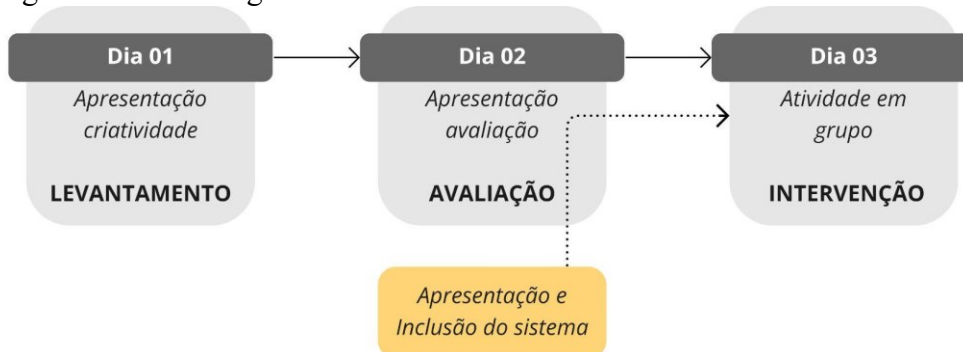 Dia 01
Apresentação
criatividade
LEVANTAMENTO
Dia 02
Apresentação
avaliação
AVALIAÇÃO
Dia 03
Atividade em
grupo
INTERVENÇÃO
Apresentação e
Inclusão do sistema